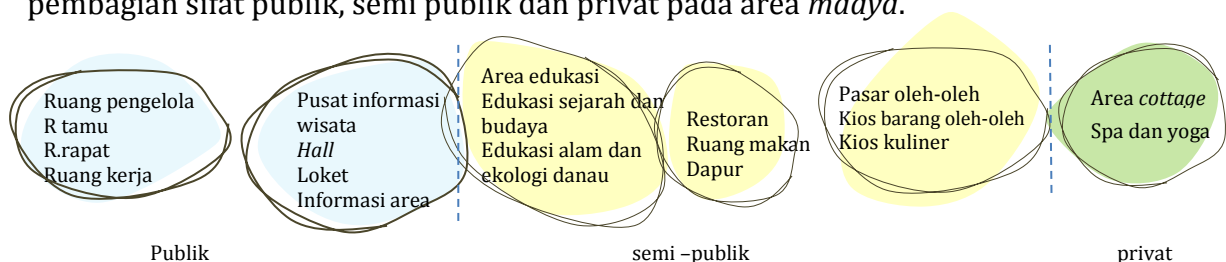 pembagian sifat publik, semi publik dan privat pada area madya.
Ruang pengelola
R tamu
R.rapat
Ruang kerja
Pusat informasi
wisata
Hall
Loket
Informasi area
Area edukasi
Edukasi sejarah dan
budaya
Edukasi alam dan
ekologi danau
Restoran
Ruang makan
Dapur
Pasar oleh-oleh
Kios barang oleh-oleh
Kios kuliner
Area cottage
Spa dan yoga
Publik
semi –publik
privat